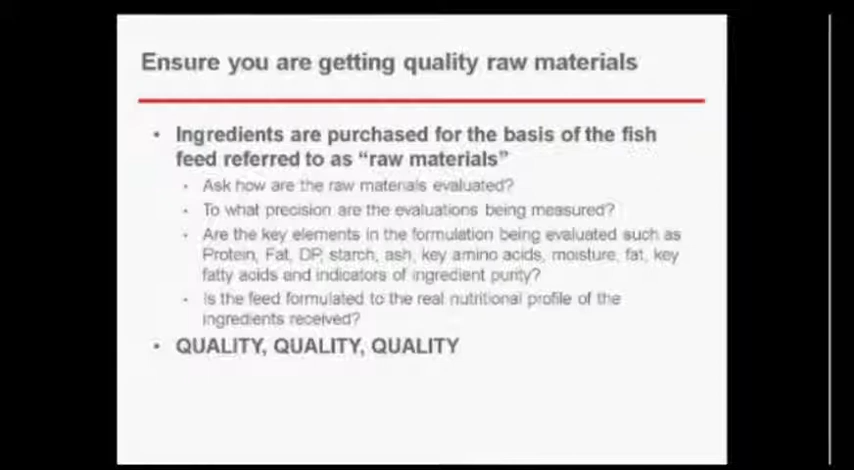 Ensure you are getting quality raw materials
• Ingredients are purchased for the basis of the fish
feed referred to as “raw materials”
• Ask how are the raw materials evaluated?
• To what precision are the evaluations being measured?
• Are the key elements in the formulation being evaluated such as
Protein, Fat, DP, starch, ash, key amino acids, moisture, fat, key
fatty acids and indicators of ingredient purity?
• Is the feed formulated to the real nutritional profile of the
ingredients received?
• QUALITY, QUALITY, QUALITY